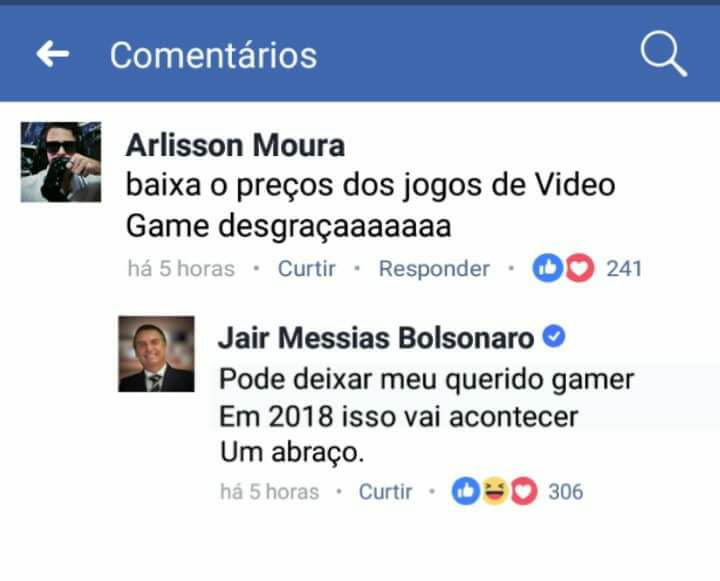 Comentários
Arlisson Moura
baixa o preços dos jogos de Video
Game desgraçaaaaaaa
há 5 horas • Curtir • Responder • 241
Jair Messias Bolsonaro
Pode deixar meu querido gamer
Em 2018 isso vai acontecer
Um abraço.
há 5 horas • Curtir • 306